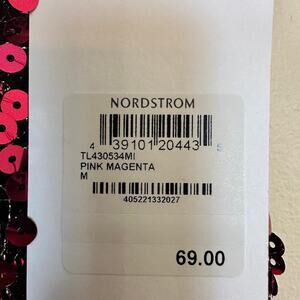 NORDSTROM
4 39101 20443 5
TL430534MI
PINK MAGENTA
M
405221332027
69.00